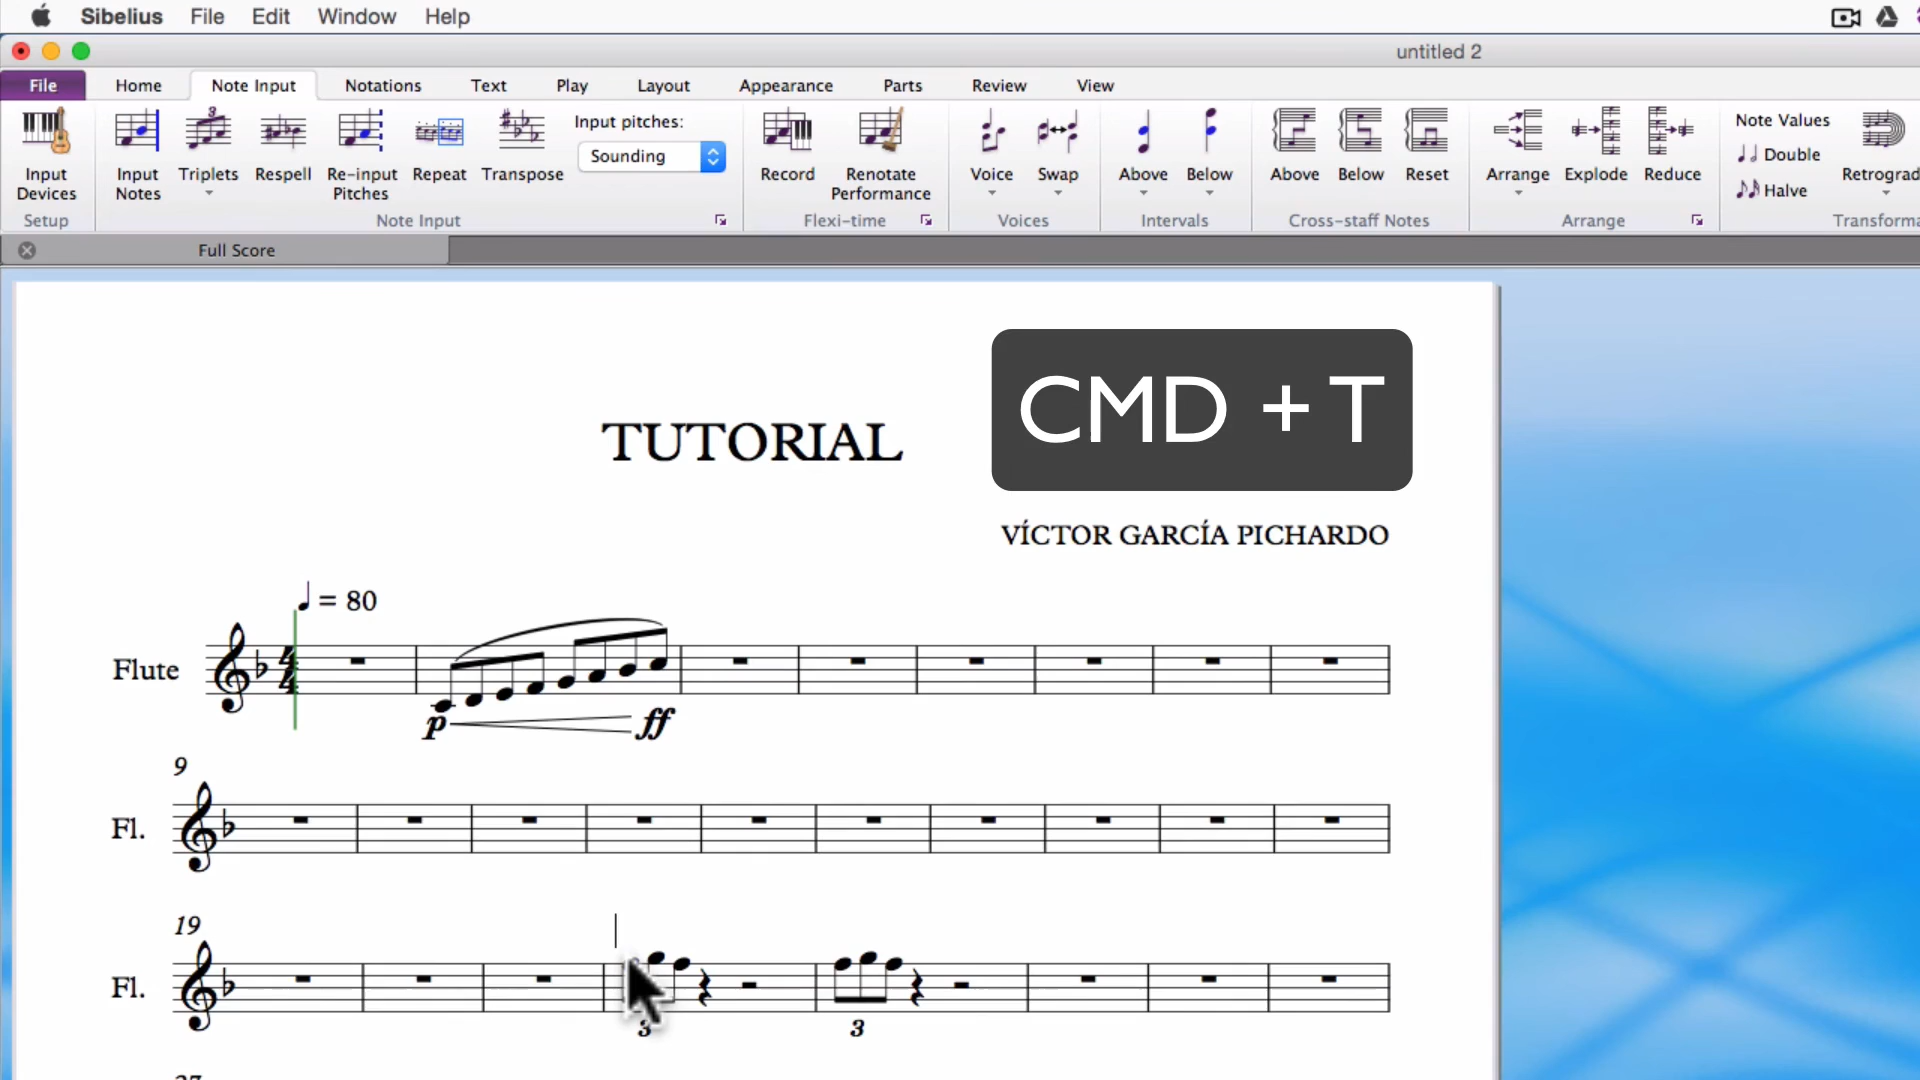 Sibelius File Edit Window Help
untitled 2
File Home Note Input Notations Text Play Layout Appearance Parts Review View
Input Devices
Setup
Input Notes
3
Triplets
Respell
Re-input Pitches
Repeat
Transpose
Input pitches:
Sounding
Note Input
Record
Renotate Performance
Flexi-time
Voice
Swap
Voices
Above
Below
Intervals
Above
Below
Reset
Cross-staff Notes
Arrange
Explode
Reduce
Arrange
Note Values
Double
Halve
Retrograd
Transforma
Full Score
CMD + T
TUTORIAL
VÍCTOR GARCÍA PICHARDO
= 80
Flute
4
4
p ff
9
Fl.
19
Fl.
3 3